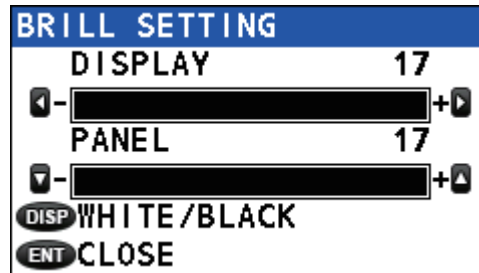 BRILL SETTING
DISPLAY 17
- +
PANEL 17
- +
DISP WHITE/BLACK
ENT CLOSE